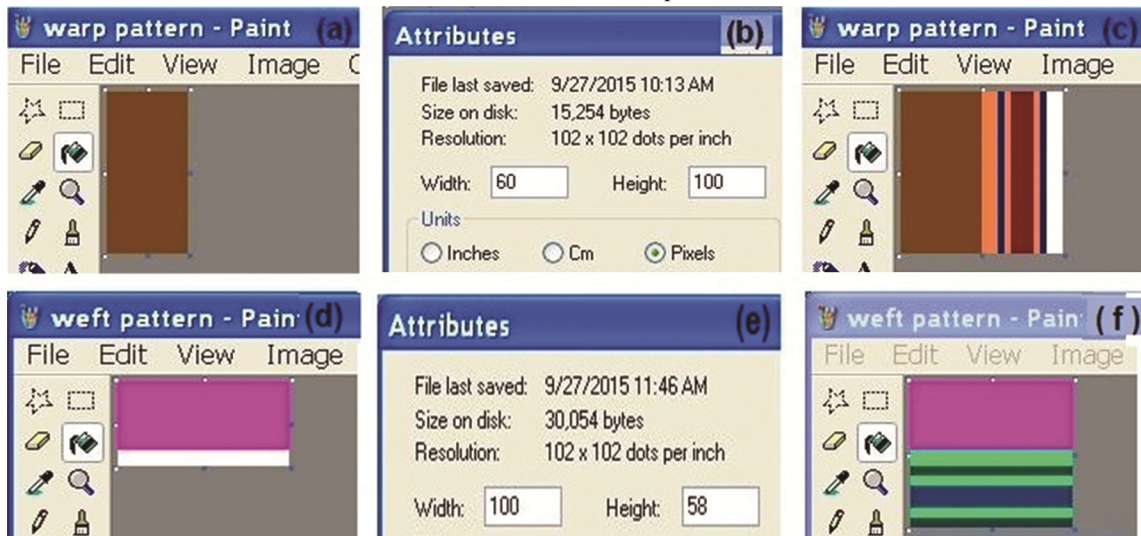 warp pattern - Paint (a)
File Edit View Image
Attributes (b)
File last saved: 9/27/2015 10:13 AM
Size on disk: 15,254 bytes
Resolution: 102 x 102 dots per inch
Width: 60 Height: 100
Units
Inches Cm Pixels
warp pattern - Paint (c)
File Edit View Image
weft pattern - Pain (d)
File Edit View Image
Attributes (e)
File last saved: 9/27/2015 11:46 AM
Size on disk: 30,054 bytes
Resolution: 102 x 102 dots per inch
Width: 100 Height: 58
weft pattern - Pain (f)
File Edit View Image